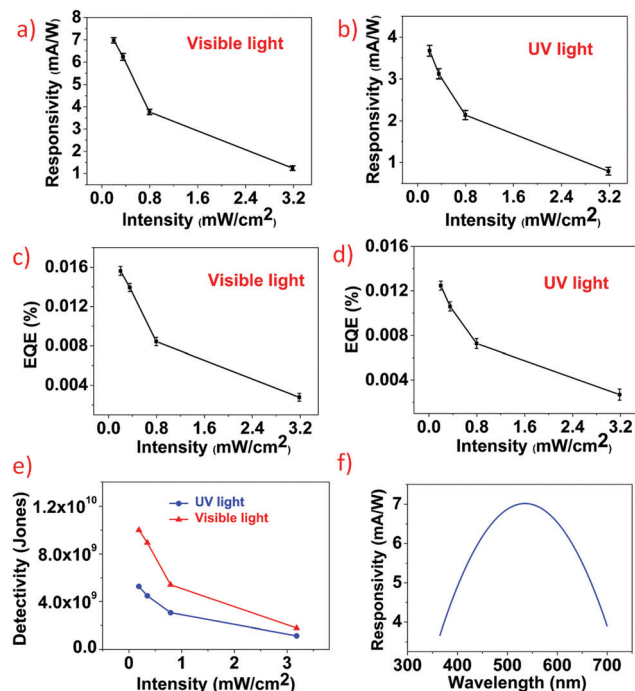 a)
Visible light
Responsivity (mA/W)
8
7
6
5
4
3
2
1
0.0 0.8 1.6 2.4 3.2
Intensity (mW/cm²)
b)
UV light
Responsivity (mA/W)
4
3
2
1
0.0 0.8 1.6 2.4 3.2
Intensity (mW/cm²)
c)
Visible light
EQE (%)
0.016
0.012
0.008
0.004
0.0 0.8 1.6 2.4 3.2
Intensity (mW/cm²)
d)
UV light
EQE (%)
0.016
0.012
0.008
0.004
0.0 0.8 1.6 2.4 3.2
Intensity (mW/cm²)
e)
UV light
Visible light
Detectivity (Jones)
1.2x10¹⁰
8.0x10⁹
4.0x10⁹
0.0
0 1 2 3
Intensity (mW/cm²)
f)
Responsivity (mA/W)
7
6
5
4
300 400 500 600 700
Wavelength (nm)